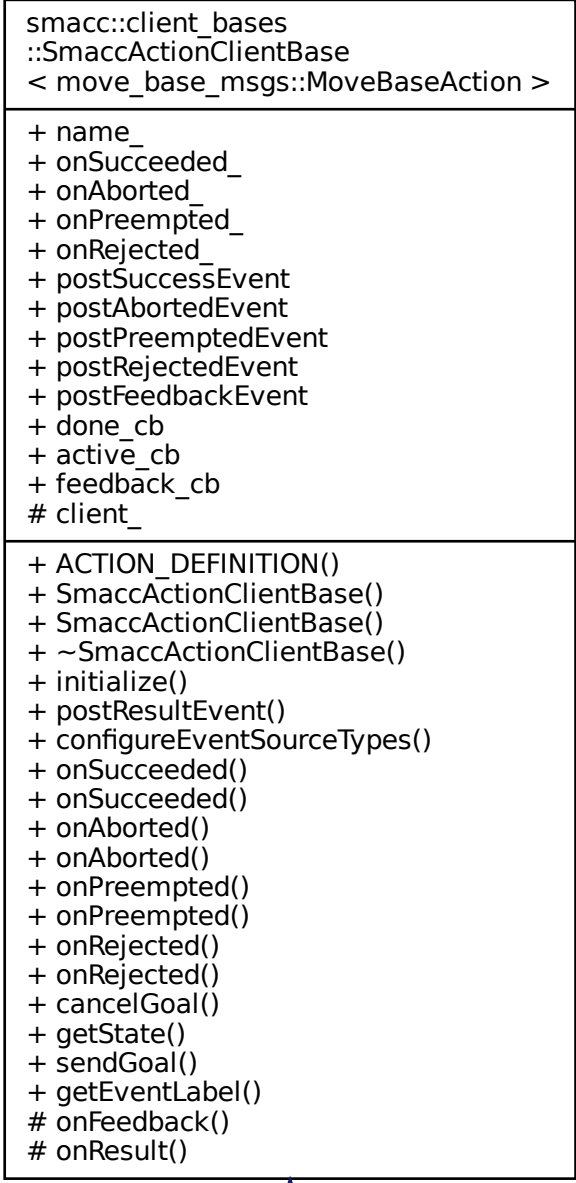 smacc::client_bases
::SmaccActionClientBase
< move_base_msgs::MoveBaseAction >
+ name_
+ onSucceeded_
+ onAborted_
+ onPreempted_
+ onRejected_
+ postSuccessEvent
+ postAbortedEvent
+ postPreemptedEvent
+ postRejectedEvent
+ postFeedbackEvent
+ done_cb
+ active_cb
+ feedback_cb
# client_
+ ACTION_DEFINITION()
+ SmaccActionClientBase()
+ SmaccActionClientBase()
+ ~SmaccActionClientBase()
+ initialize()
+ postResultEvent()
+ configureEventSourceTypes()
+ onSucceeded()
+ onSucceeded()
+ onAborted()
+ onAborted()
+ onPreempted()
+ onPreempted()
+ onRejected()
+ onRejected()
+ cancelGoal()
+ getState()
+ sendGoal()
+ getEventLabel()
# onFeedback()
# onResult()